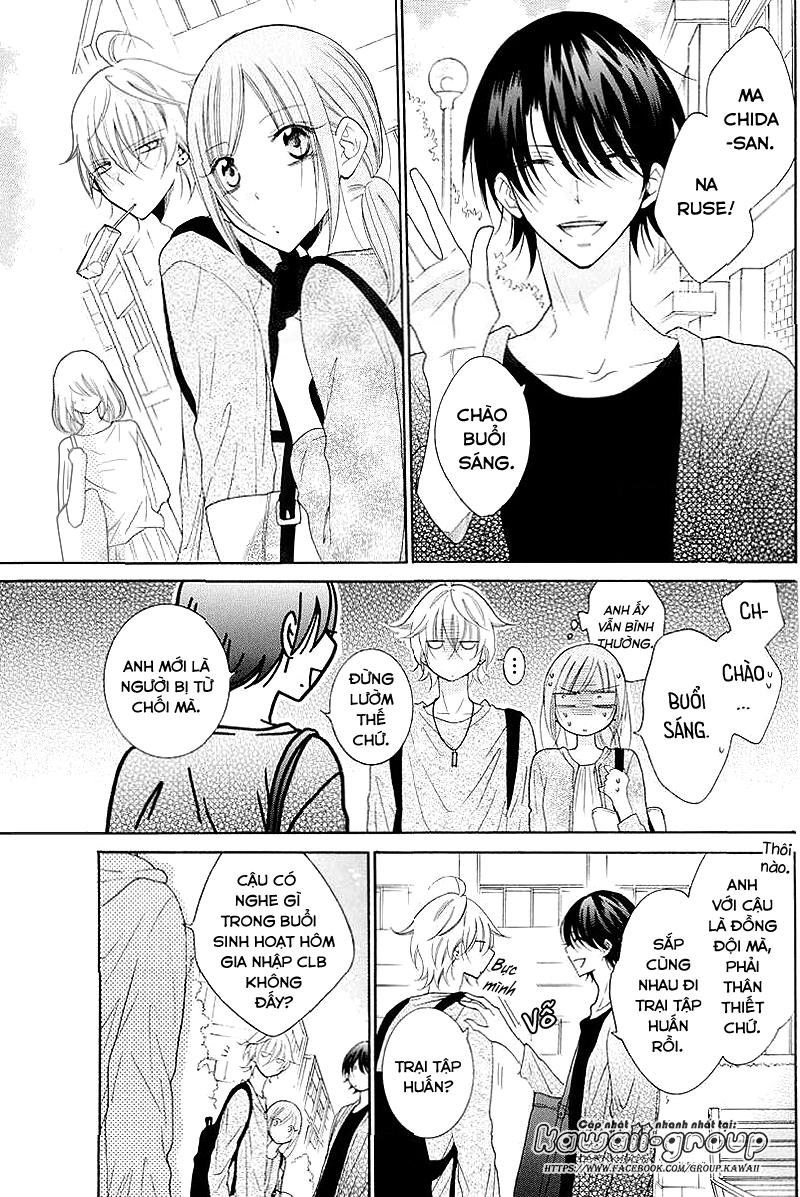 MA
CHIDA
-SAN.
NA
RUSE!
CHÀO
BUỔI
SÁNG.
CH-
CHÀO
...
BUỔI
SÁNG.
ANH ẤY
VẪN BÌNH
THƯỜNG.
...
ĐỪNG
LƯỜM
THẾ
CHỨ.
ANH MỚI LÀ
NGƯỜI BỊ TỪ
CHỐI MÀ.
Thôi
nào.
ANH
VỚI CẬU
LÀ ĐỒNG
ĐỘI MÀ,
PHẢI
THÂN
THIẾT
CHỨ.
SẮP
CÙNG
NHAU ĐI
TRẠI TẬP
HUẤN
RỒI.
Bực
mình
Vỗ
TRẠI TẬP
HUẤN?
CẬU CÓ
NGHE GÌ
TRONG BUỔI
SINH HOẠT HÔM
GIA NHẬP CLB
KHÔNG
ĐẤY?
Cập nhật nhanh nhất tại:
Kawaii-group
HTTPS://WWW.FACEBOOK.COM/GROUP.KAWAII